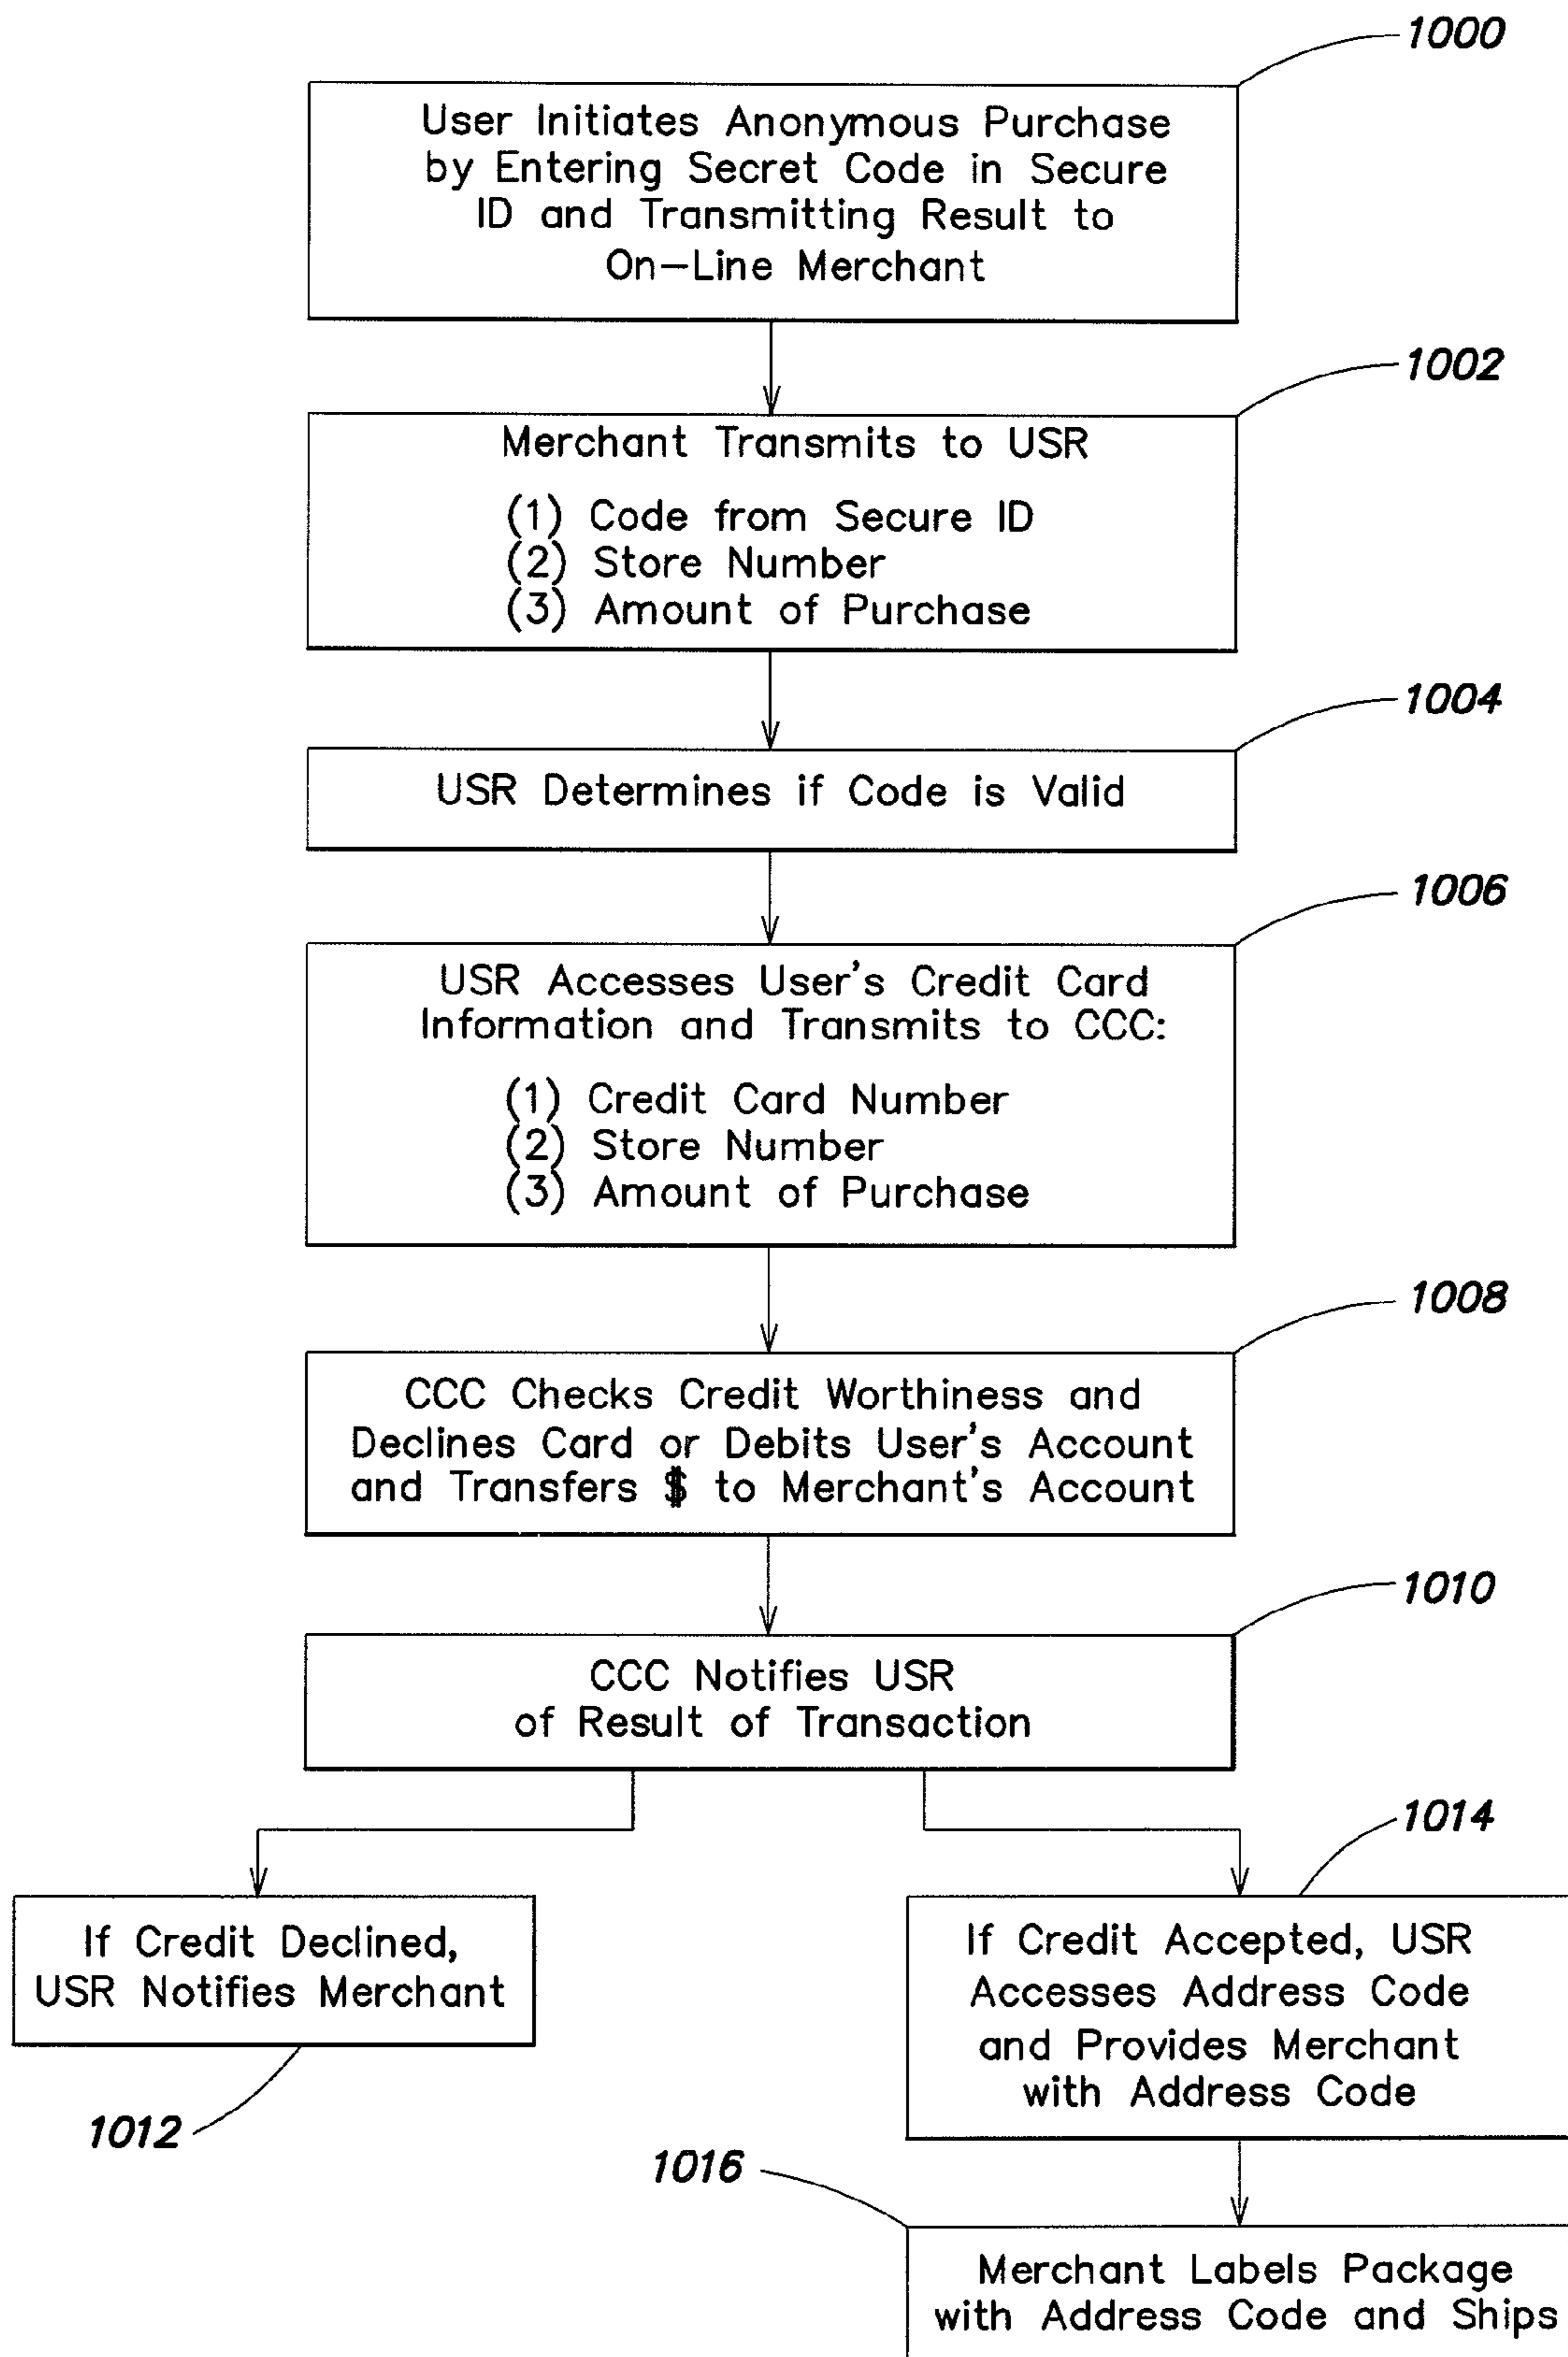 1000
User Initiates Anonymous Purchase
by Entering Secret Code in Secure
ID and Transmitting Result to
On-Line Merchant
1002
Merchant Transmits to USR
(1) Code from Secure ID
(2) Store Number
(3) Amount of Purchase
1004
USR Determines if Code is Valid
1006
USR Accesses User's Credit Card
Information and Transmits to CCC:
(1) Credit Card Number
(2) Store Number
(3) Amount of Purchase
1008
CCC Checks Credit Worthiness and
Declines Card or Debits User's Account
and Transfers $ to Merchant's Account
1010
CCC Notifies USR
of Result of Transaction
If Credit Declined,
USR Notifies Merchant
1012
1014
If Credit Accepted, USR
Accesses Address Code
and Provides Merchant
with Address Code
1016
Merchant Labels Package
with Address Code and Ships